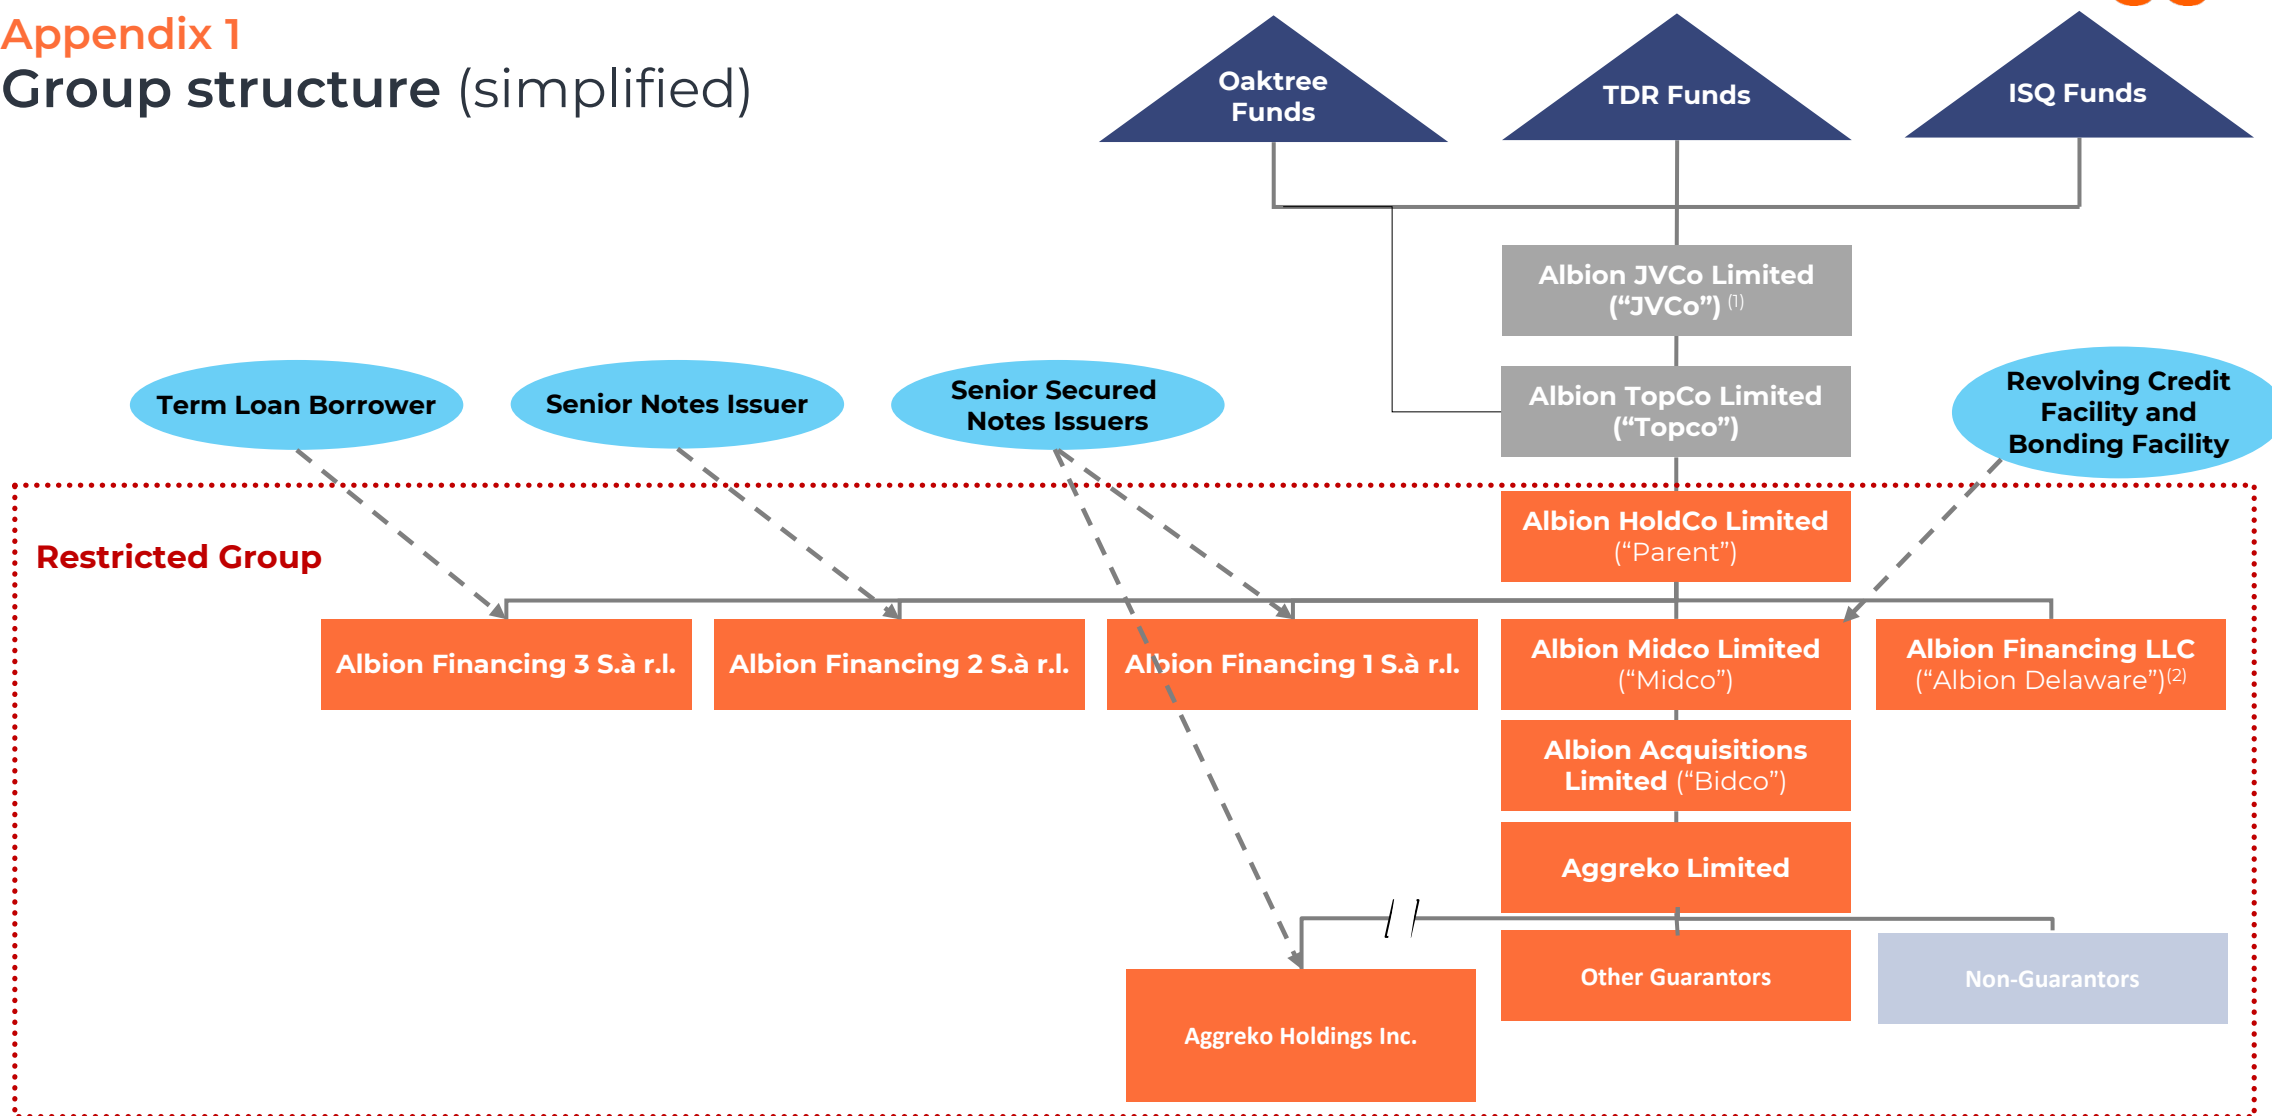 Appendix 1
Group structure (simplified)
Oaktree
Funds
TDR Funds
ISQ Funds
Albion JVCo Limited
(“JVCo”) (1)
Term Loan Borrower
Senior Notes Issuer
Senior Secured
Notes Issuers
Albion TopCo Limited
(“Topco”)
Revolving Credit
Facility and
Bonding Facility
Restricted Group
Albion HoldCo Limited
(“Parent”)
Albion Financing 3 S.à r.l.
Albion Financing 2 S.à r.l.
Albion Financing 1 S.à r.l.
Albion Midco Limited
(“Midco”)
Albion Financing LLC
(“Albion Delaware”)(2)
Albion Acquisitions
Limited (“Bidco”)
Aggreko Limited
Aggreko Holdings Inc.
Other Guarantors
Non-Guarantors